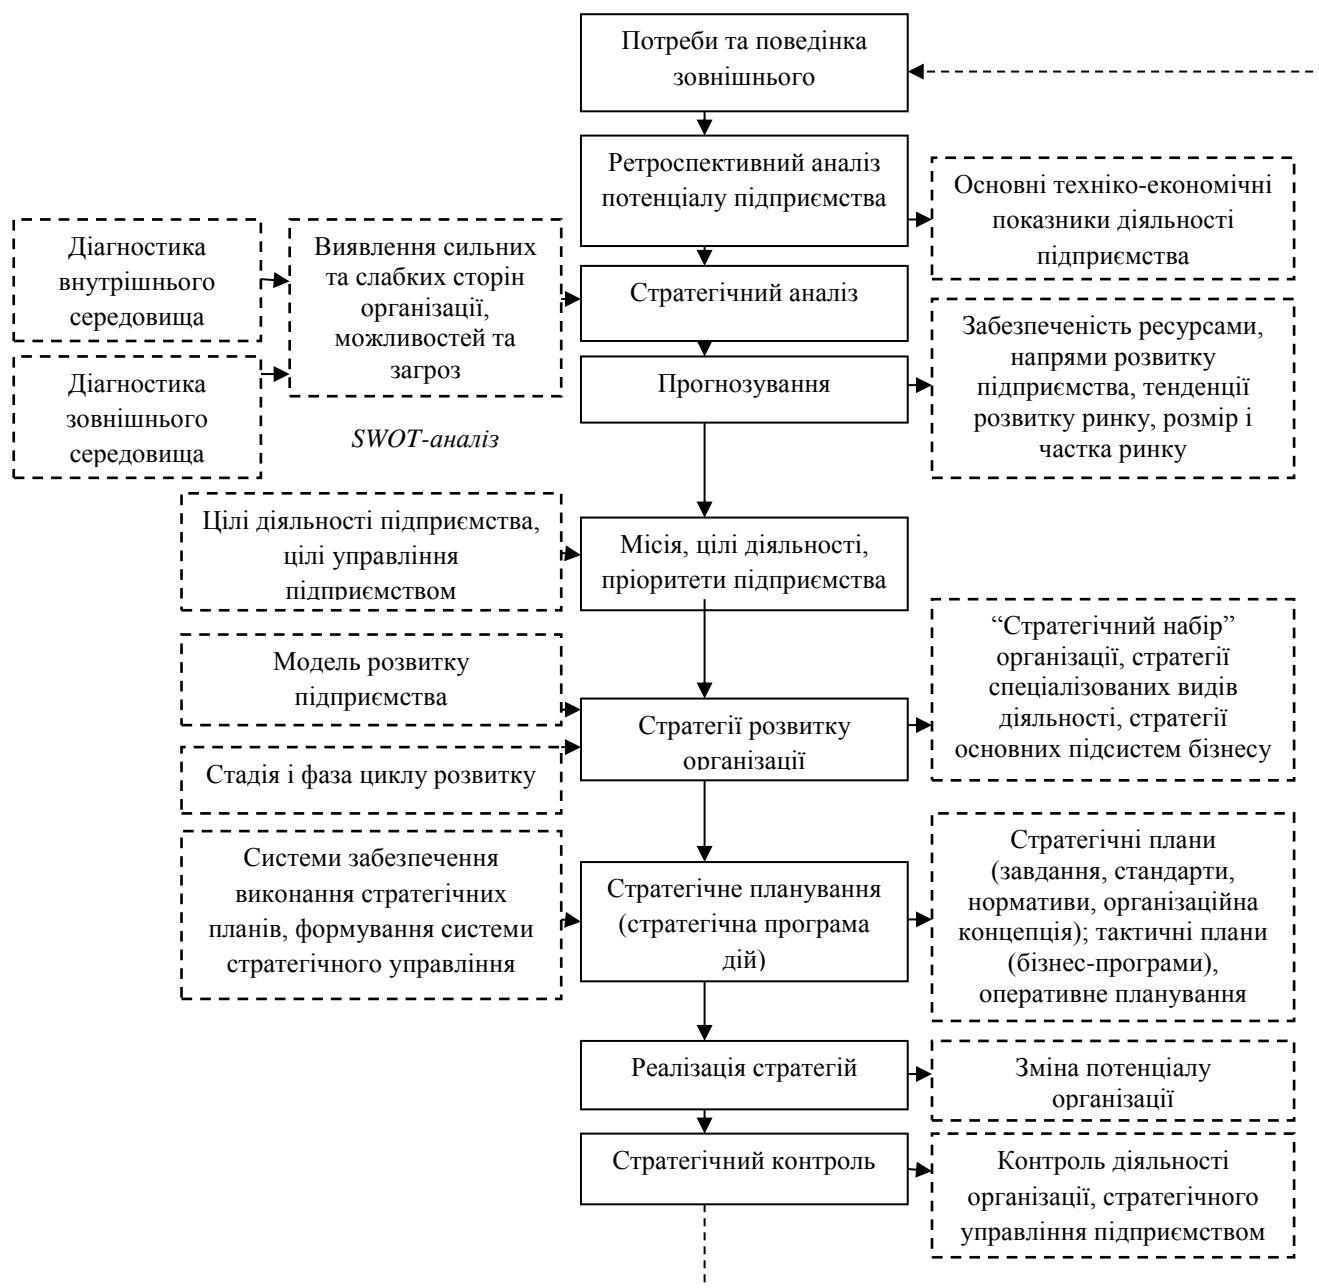 Потреби та поведінка
зовнішнього
Ретроспективний аналіз
потенціалу підприємства
Основні техніко-економічні
показники діяльності
підприємства
Діагностика
внутрішнього
середовища
Виявлення сильних
та слабких сторін
організації,
можливостей та
загроз
Стратегічний аналіз
Діагностика
зовнішнього
середовища
SWOT-аналіз
Прогнозування
Забезпеченість ресурсами,
напрями розвитку
підприємства, тенденції
розвитку ринку, розмір і
частка ринку
Цілі діяльності підприємства,
цілі управління
підприємством
Місія, цілі діяльності,
пріоритети підприємства
Модель розвитку
підприємства
Стадія і фаза циклу розвитку
Стратегії розвитку
організації
“Стратегічний набір”
організації, стратегії
спеціалізованих видів
діяльності, стратегії
основних підсистем бізнесу
Системи забезпечення
виконання стратегічних
планів, формування системи
стратегічного управління
Стратегічне планування
(стратегічна програма
дій)
Стратегічні плани
(завдання, стандарти,
нормативи, організаційна
концепція); тактичні плани
(бізнес-програми),
оперативне планування
Реалізація стратегій
Зміна потенціалу
організації
Стратегічний контроль
Контроль діяльності
організації, стратегічного
управління підприємством